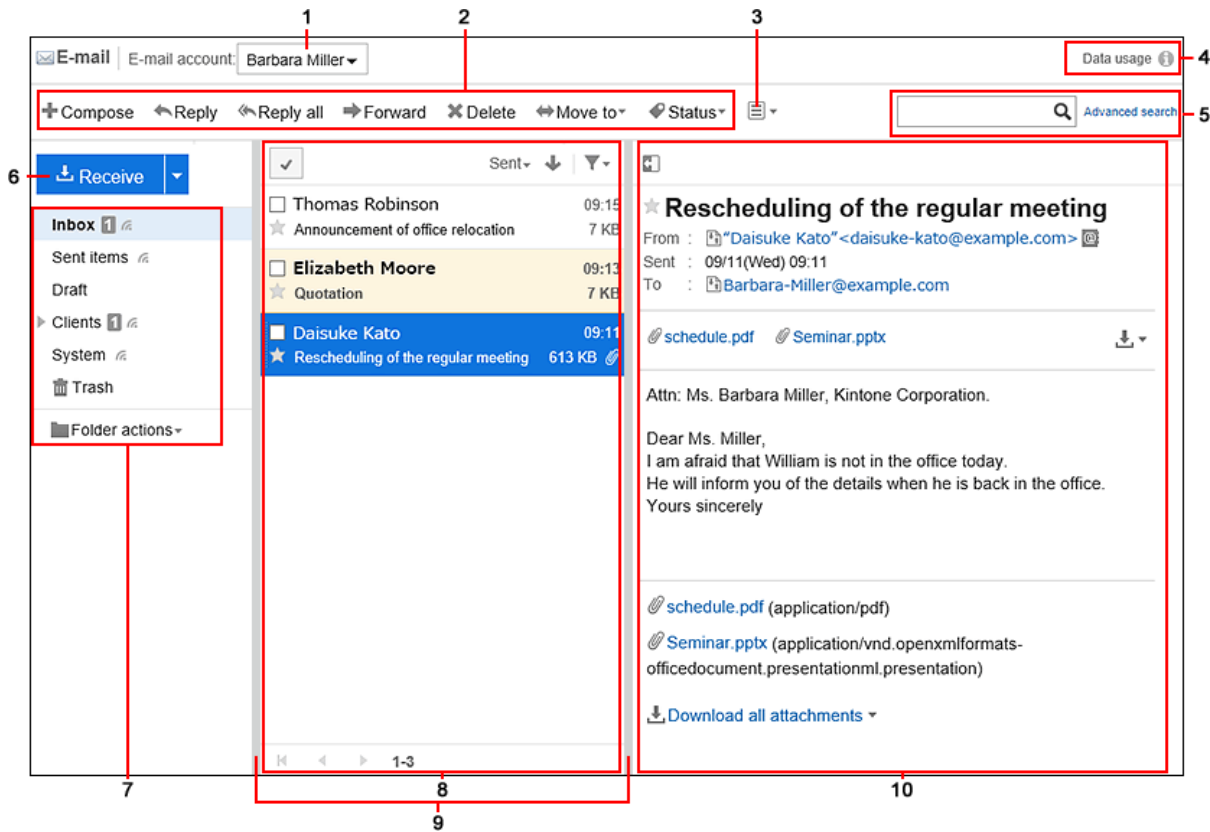 1 2 3
E-mail E-mail account: Barbara Miller Data usage 4
Compose Reply Reply all Forward Delete Move to Status Advanced search 5
6 Receive
Inbox 1
Sent items
Draft
Clients 1
System
Trash
Folder actions
7
Sent
Thomas Robinson 09:15
Announcement of office relocation 7 KB
Elizabeth Moore 09:13
Quotation 7 KB
Daisuke Kato 09:11
Rescheduling of the regular meeting 613 KB
1-3
8
9
Rescheduling of the regular meeting
From : "Daisuke Kato"<daisuke-kato@example.com>
Sent : 09/11(Wed) 09:11
To : Barbara-Miller@example.com
schedule.pdf Seminar.pptx
Attn: Ms. Barbara Miller, Kintone Corporation.
Dear Ms. Miller,
I am afraid that William is not in the office today.
He will inform you of the details when he is back in the office.
Yours sincerely
schedule.pdf (application/pdf)
Seminar.pptx (application/vnd.openxmlformats-
officedocument.presentationml.presentation)
Download all attachments
10